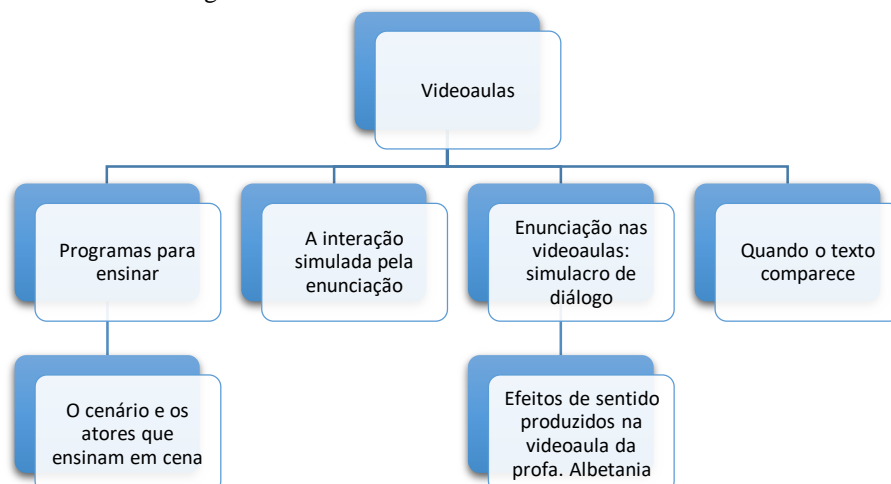 Videoaulas
Programas para
ensinar
A interação
simulada pela
enunciação
Enunciação nas
videoaulas:
simulacro de
diálogo
Quando o texto
comparece
O cenário e os
atores que
ensinam em cena
Efeitos de sentido
produzidos na
videoaula da
profa. Albetania